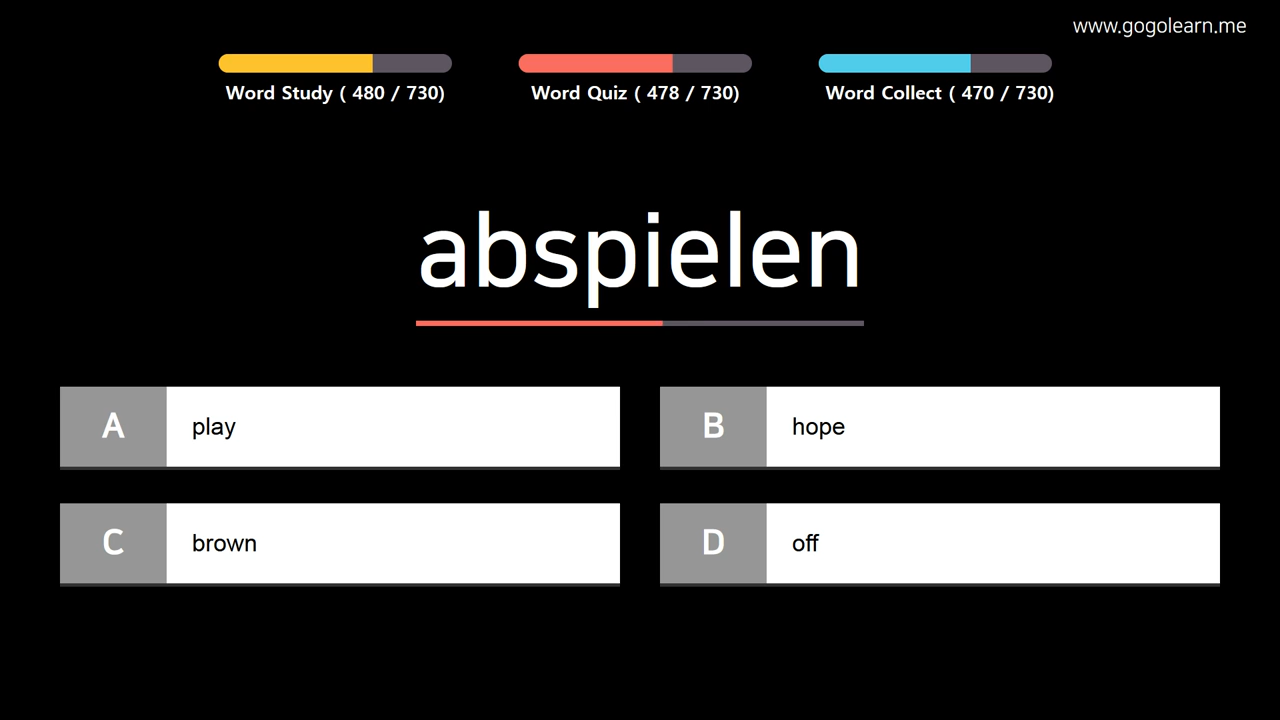 www.gogolearn.me
Word Study ( 480 / 730)
Word Quiz ( 478 / 730)
Word Collect ( 470 / 730)
abspielen
A play
B hope
C brown
D off